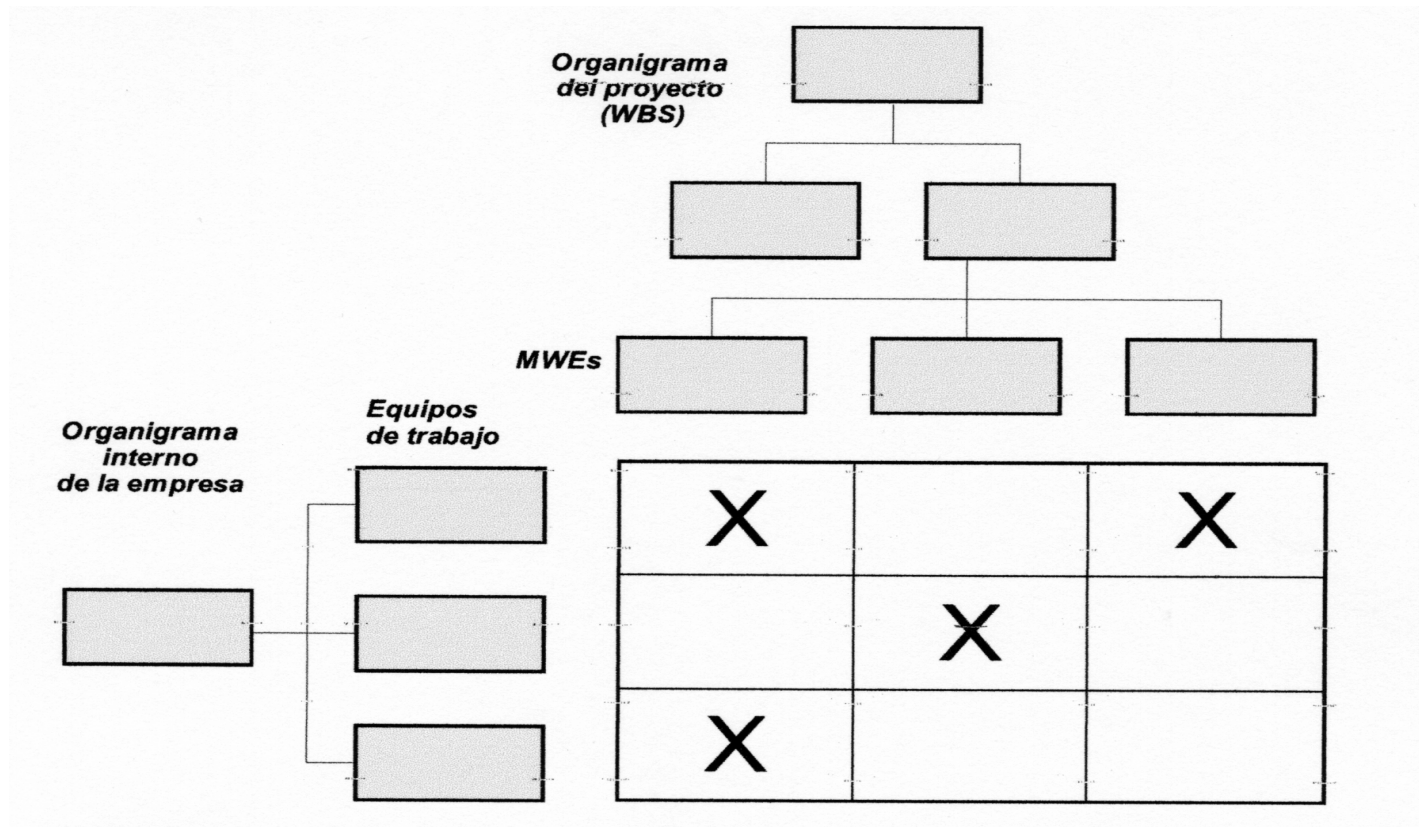 Organigrama
del proyecto
(WBS)
MWEs
Equipos
de trabajo
Organigrama
interno
de la empresa
X
X
X
X